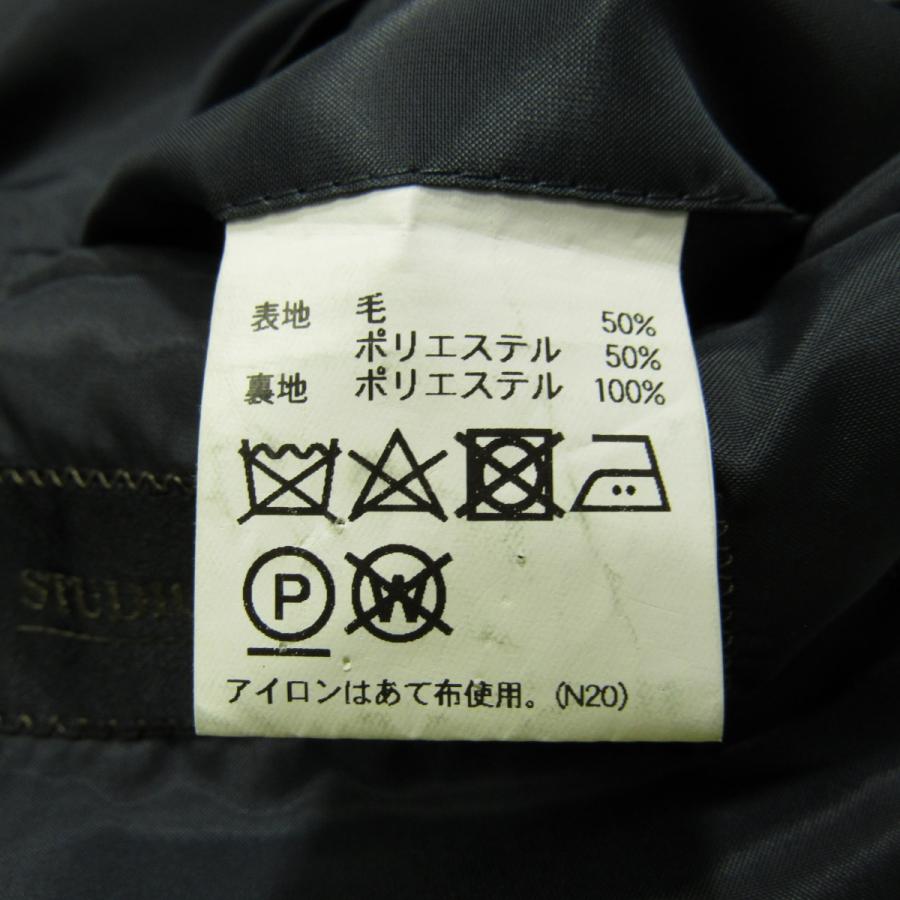 表地 毛 50%
ポリエステル 50%
裏地 ポリエステル 100%
P W
アイロンはあて布使用。(N20)